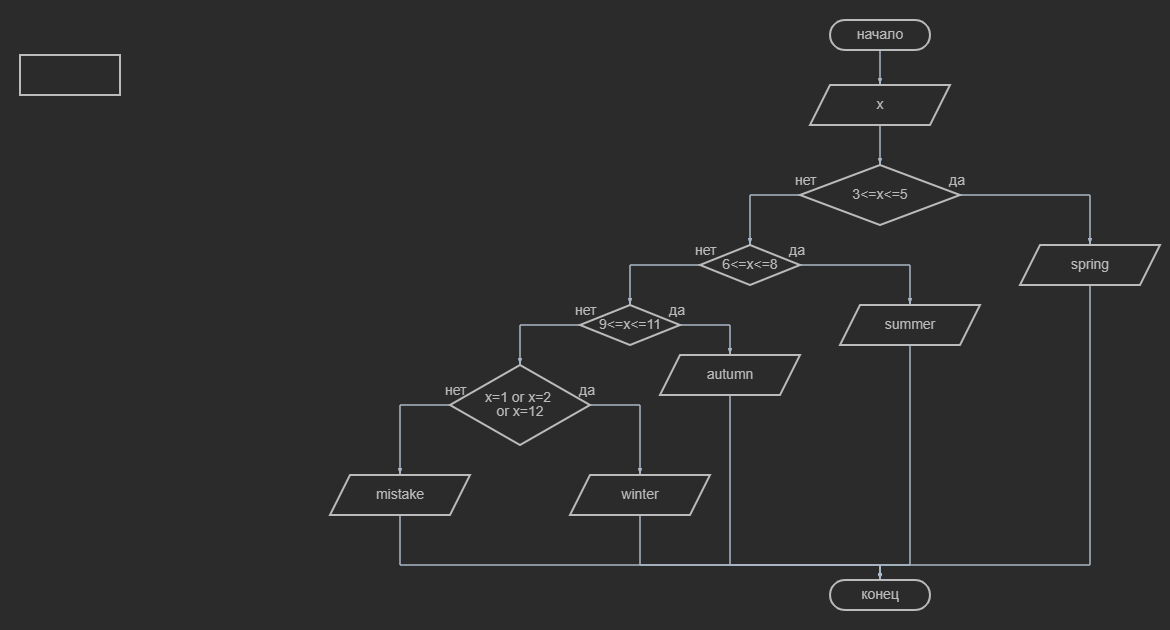 начало
x
нет
да
3<=x<=5
нет
да
6<=x<=8
spring
нет
да
9<=x<=11
summer
autumn
нет
да
x=1 or x=2
or x=12
mistake
winter
конец